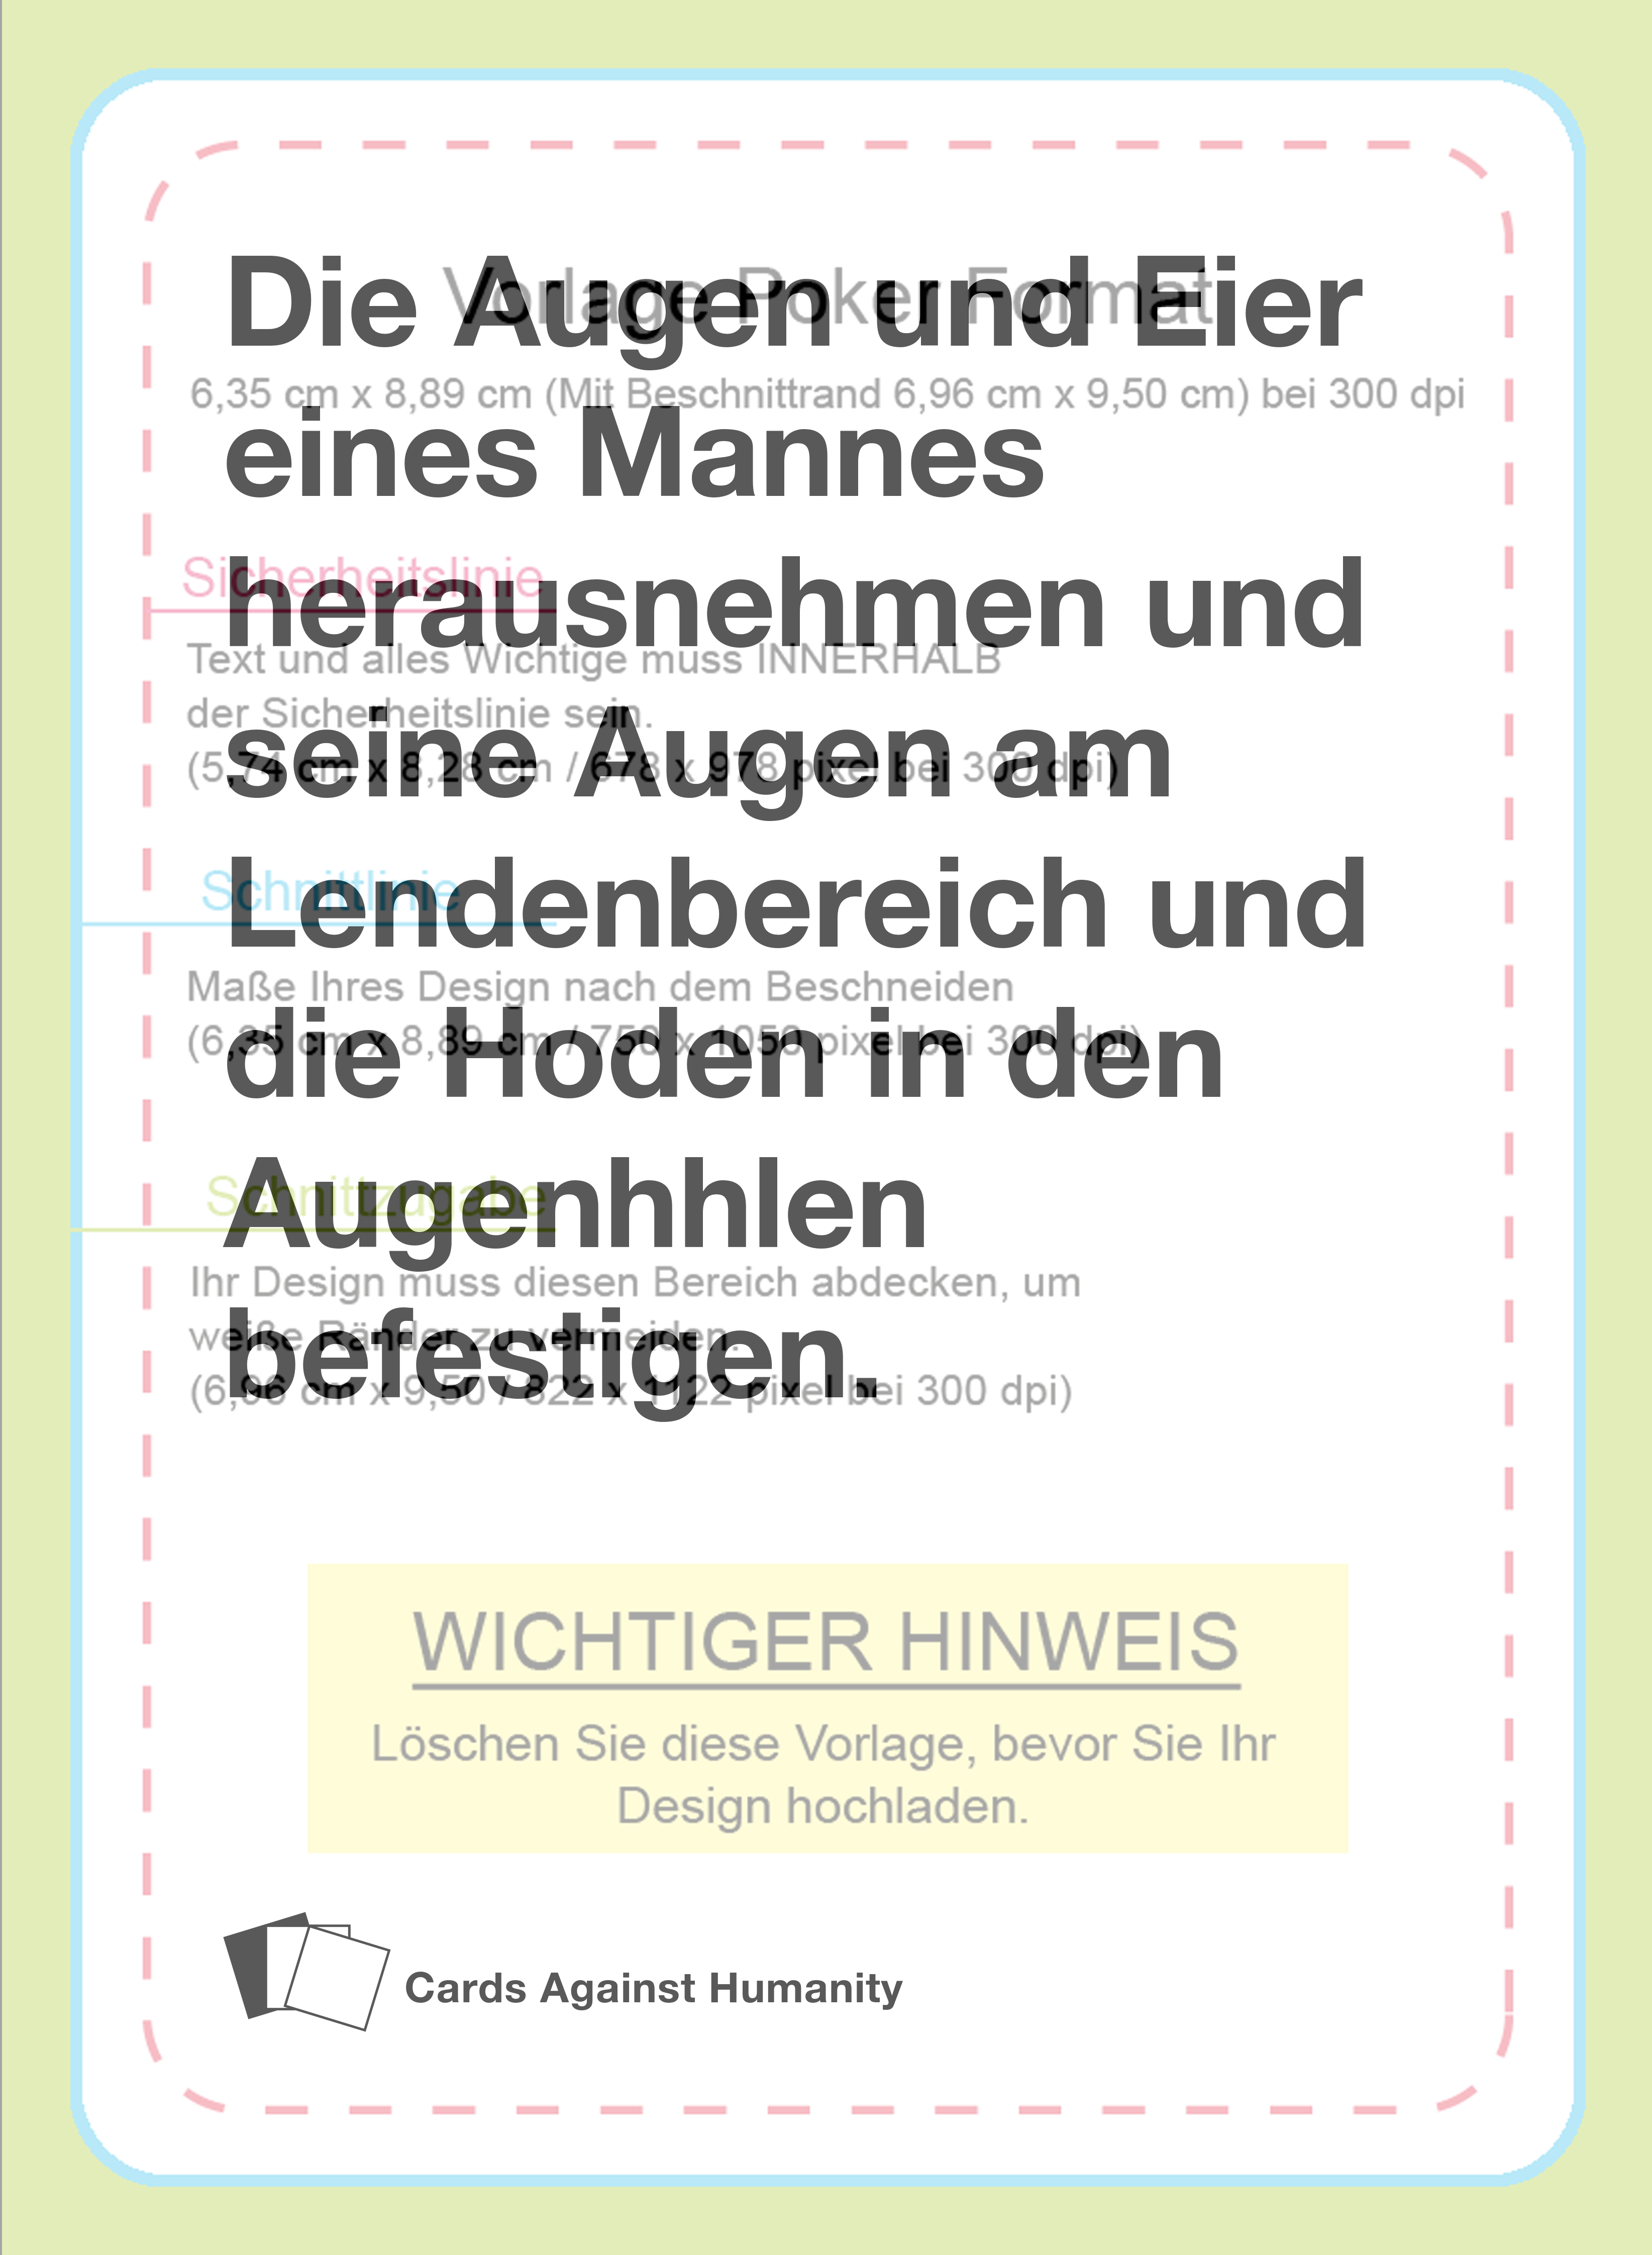 Vorlage Poker Format
Die Augen und Eier
6,35 cm x 8,89 cm (Mit Beschnittrand 6,96 cm x 9,50 cm) bei 300 dpi
eines Mannes
Sicherheitslinie
herausnehmen und
Text und alles Wichtige muss INNERHALB
der Sicherheitslinie sein.
seine Augen am
(5,74 cm x 8,28 cm / 678 x 978 pixel bei 300 dpi)
Schnittlinie
Lendenbereich und
Maße Ihres Design nach dem Beschneiden
(6,35 cm x 8,89 cm / 750 x 1050 pixel bei 300 dpi)
die Hoden in den
Schnittzugabe
Augenhhlen
Ihr Design muss diesen Bereich abdecken, um
weiße Ränder zu vermeiden.
befestigen.
(6,96 cm x 9,50 / 822 x 1122 pixel bei 300 dpi)
WICHTIGER HINWEIS
Löschen Sie diese Vorlage, bevor Sie Ihr
Design hochladen.
Cards Against Humanity